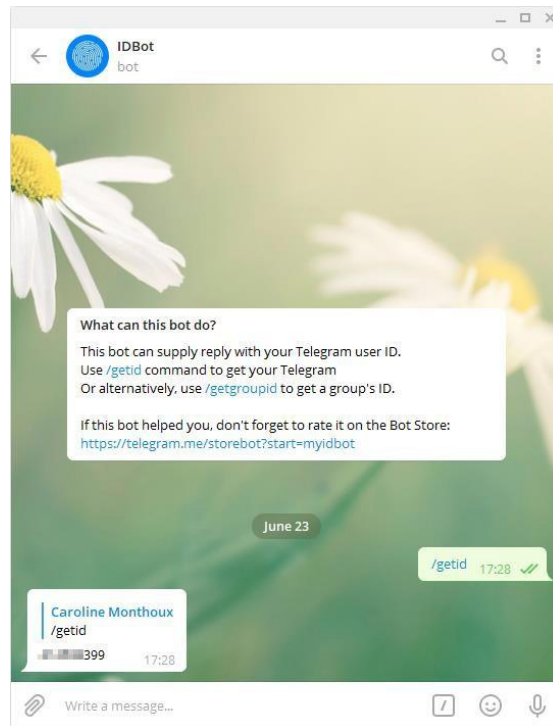 IDBot
bot
What can this bot do?
This bot can supply reply with your Telegram user ID.
Use /getid command to get your Telegram
Or alternatively, use /getgroupid to get a group's ID.
If this bot helped you, don't forget to rate it on the Bot Store:
https://telegram.me/storebot?start=myidbot
June 23
/getid 17:28
Caroline Monthoux
/getid
399 17:28
Write a message...